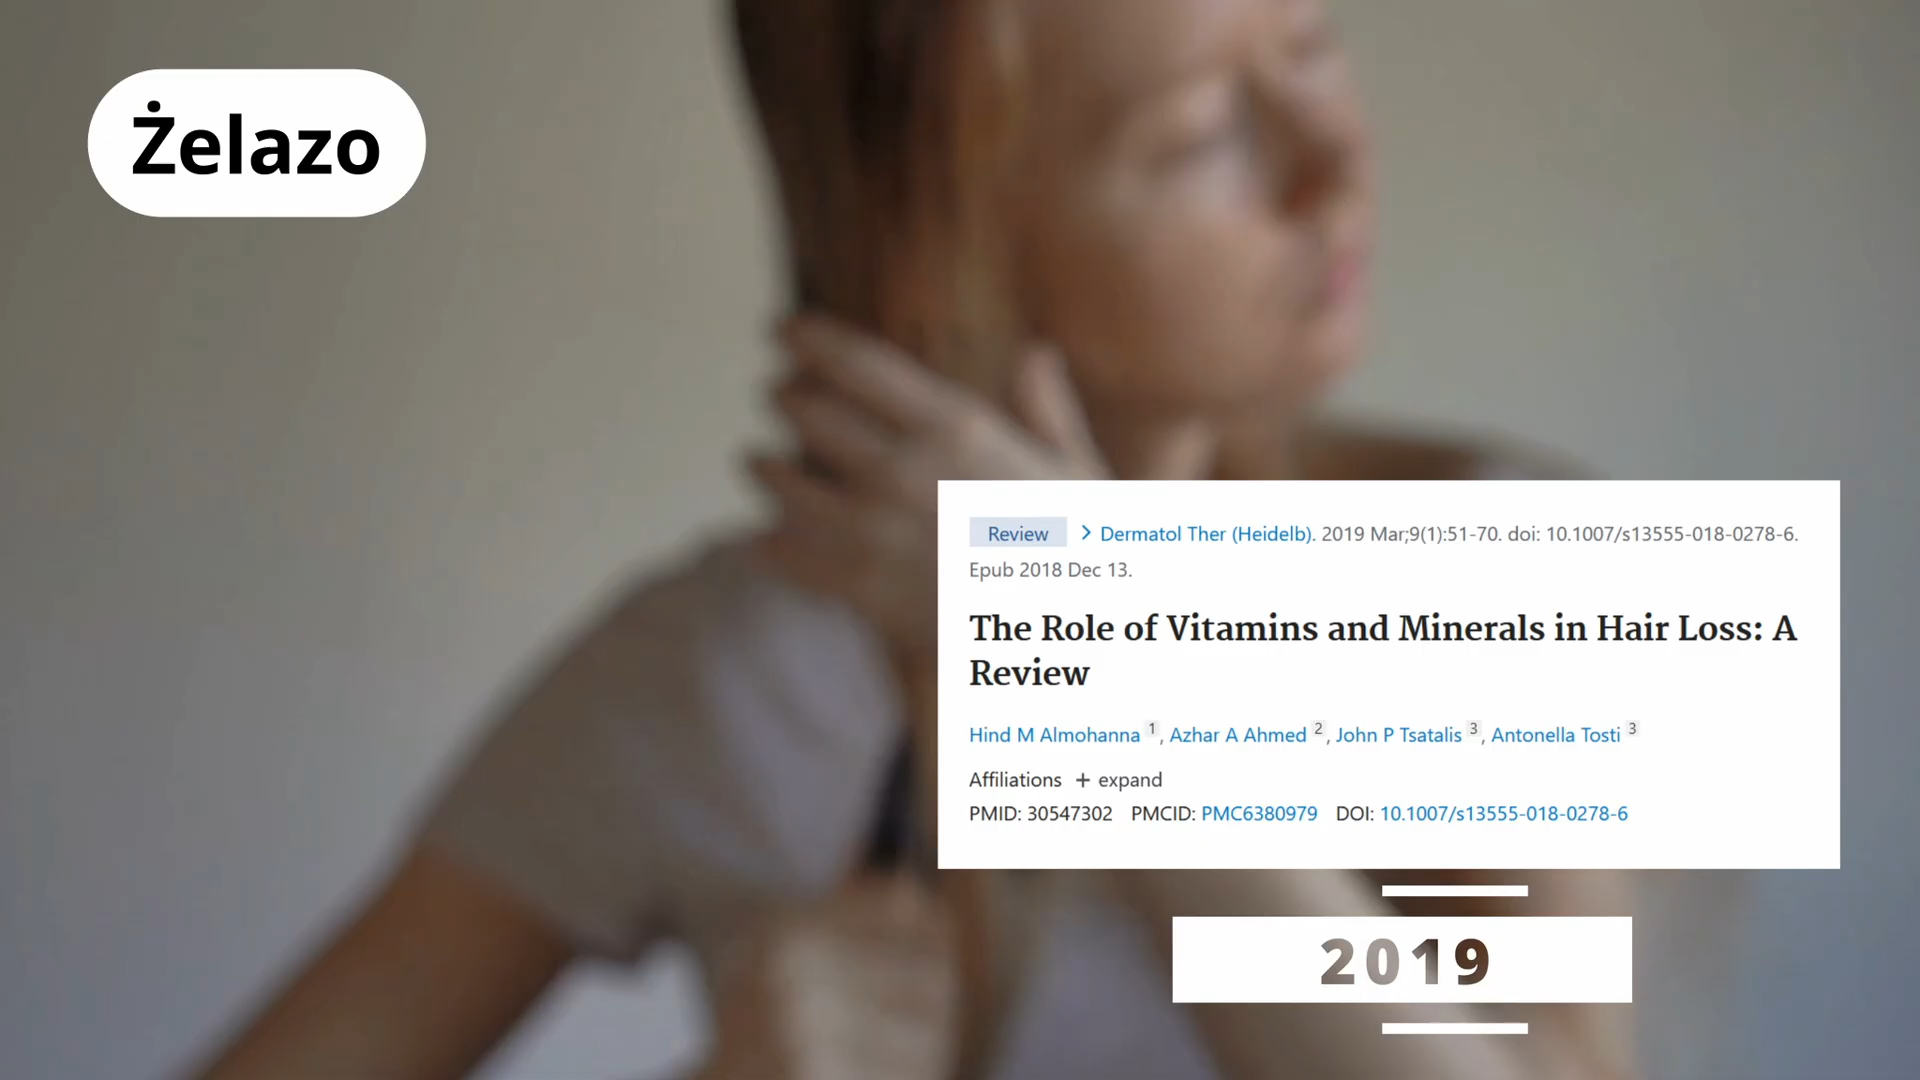 Żelazo
Review > Dermatol Ther (Heidelb). 2019 Mar;9(1):51-70. doi: 10.1007/s13555-018-0278-6.
Epub 2018 Dec 13.
The Role of Vitamins and Minerals in Hair Loss: A
Review
Hind M Almohanna 1, Azhar A Ahmed 2, John P Tsatalis 3, Antonella Tosti 3
Affiliations + expand
PMID: 30547302 PMCID: PMC6380979 DOI: 10.1007/s13555-018-0278-6
2019